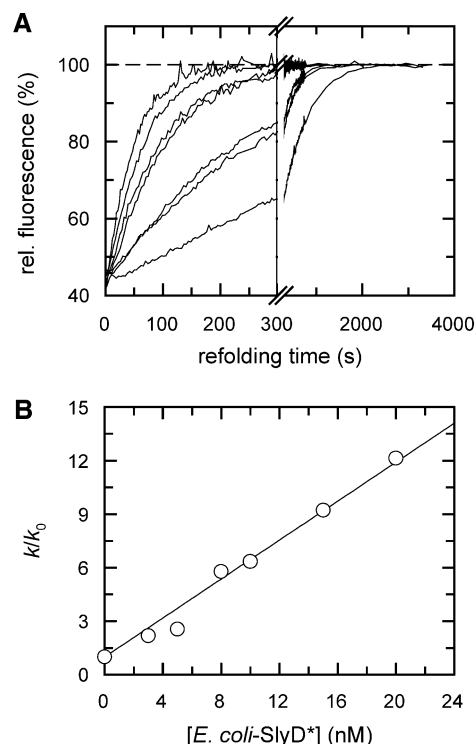 A
rel. fluorescence (%)
100
80
60
40
0 100 200 300 2000 4000
refolding time (s)
B
k/k0
15
12
9
6
3
0
0 4 8 12 16 20 24
[E. coli-SlyD*] (nM)